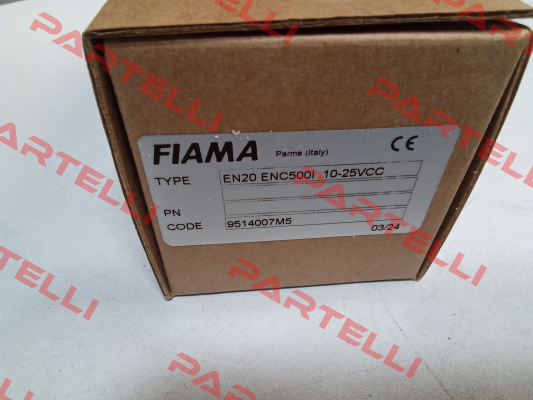 FIAMA Parma (Italy) CE
TYPE EN20 ENC500I 10-25VCC
PN
CODE 9514007M5 03/24
PARTELLI
PARTELLI
PARTELLI
PARTELLI
PARTELLI
PARTELLI
PARTELLI